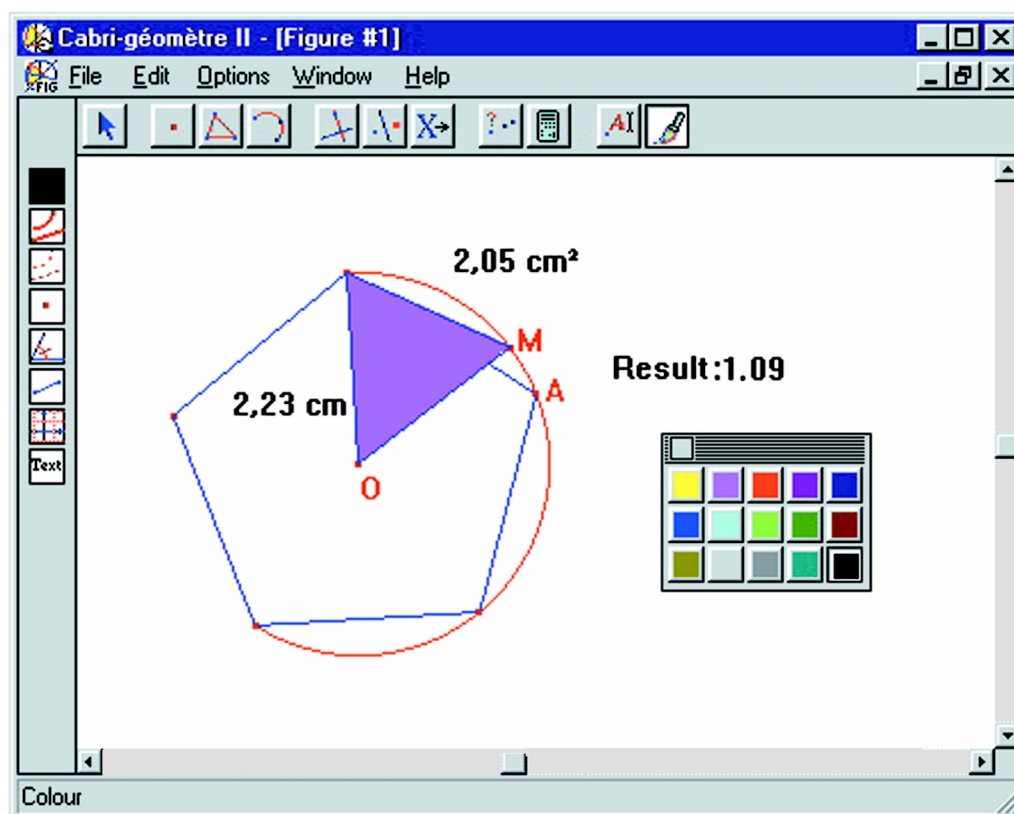 Cabri-géomètre II - [Figure #1]
FIG File Edit Options Window Help
X A
2,05 cm²
M
Result:1.09
A
2,23 cm
O
Text
Colour